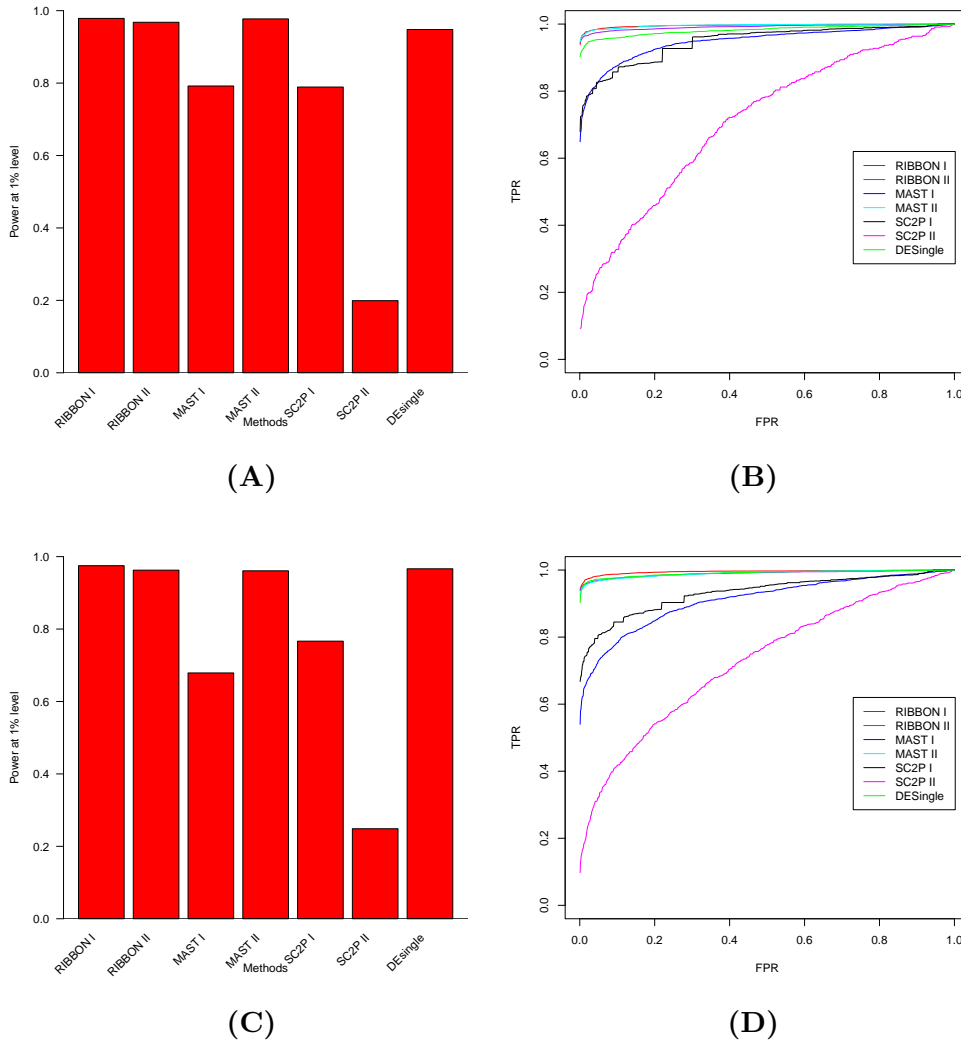 Power at 1% level
1.0
0.8
0.6
0.4
0.2
0.0
RIBBON I
RIBBON II
MAST I
MAST II
SC2P I
SC2P II
DEsingle
Methods
(A)
TPR
1.0
0.8
0.6
0.4
0.2
0.0
RIBBON I
RIBBON II
MAST I
MAST II
SC2P I
SC2P II
DESingle
0.0 0.2 0.4 0.6 0.8 1.0
FPR
(B)
Power at 1% level
1.0
0.8
0.6
0.4
0.2
0.0
RIBBON I
RIBBON II
MAST I
MAST II
SC2P I
SC2P II
DEsingle
Methods
(C)
TPR
1.0
0.8
0.6
0.4
0.2
0.0
RIBBON I
RIBBON II
MAST I
MAST II
SC2P I
SC2P II
DESingle
0.0 0.2 0.4 0.6 0.8 1.0
FPR
(D)